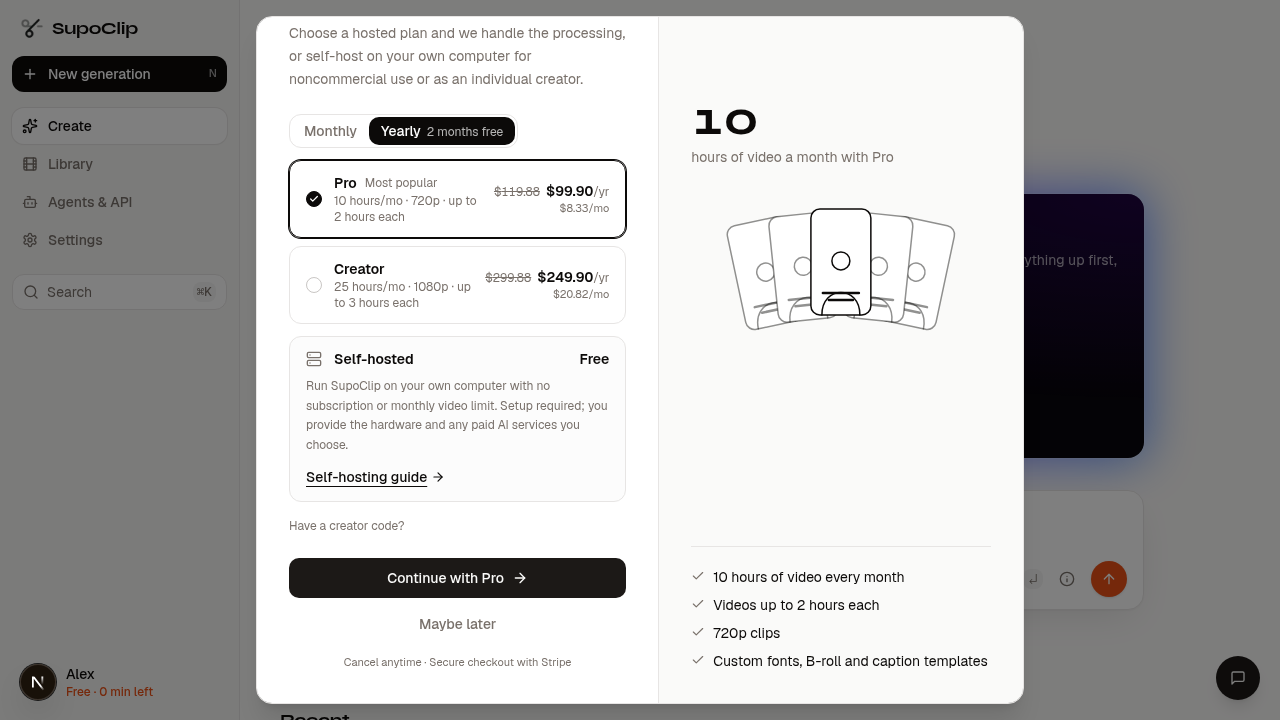 SupoClip
New generation N
Create
Library
Agents & API
Settings
Search ⌘K
Alex
Free · 0 min left
N
Choose a hosted plan and we handle the processing,
or self-host on your own computer for
noncommercial use or as an individual creator.
Monthly Yearly 2 months free
Pro Most popular
10 hours/mo · 720p · up to
2 hours each
$119.88 $99.90/yr
$8.33/mo
Creator
25 hours/mo · 1080p · up
to 3 hours each
$299.88 $249.90/yr
$20.82/mo
Self-hosted Free
Run SupoClip on your own computer with no
subscription or monthly video limit. Setup required; you
provide the hardware and any paid AI services you
choose.
Self-hosting guide →
Have a creator code?
Continue with Pro →
Maybe later
Cancel anytime · Secure checkout with Stripe
10
hours of video a month with Pro
10 hours of video every month
Videos up to 2 hours each
720p clips
Custom fonts, B-roll and caption templates
ything up first,
Recent